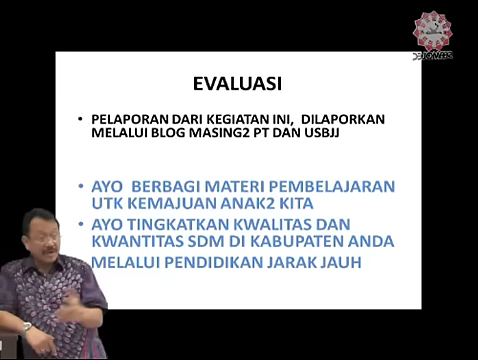 EVALUASI
• PELAPORAN DARI KEGIATAN INI, DILAPORKAN
MELALUI BLOG MASING2 PT DAN USBJJ
• AYO BERBAGI MATERI PEMBELAJARAN
UTK KEMAJUAN ANAK2 KITA
• AYO TINGKATKAN KWALITAS DAN
KWANTITAS SDM DI KABUPATEN ANDA
MELALUI PENDIDIKAN JARAK JAUH